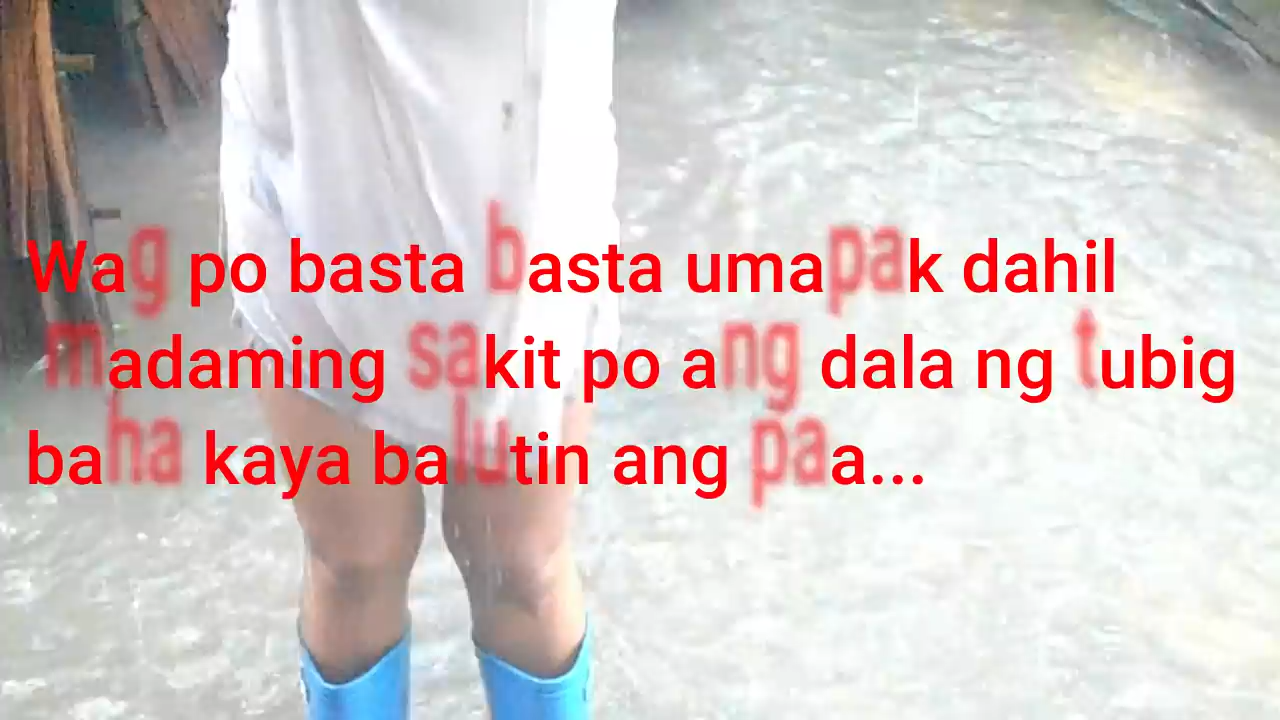 Wag po basta basta umapak dahil
madaming sakit po ang dala ng tubig
baha kaya balutin ang paa...